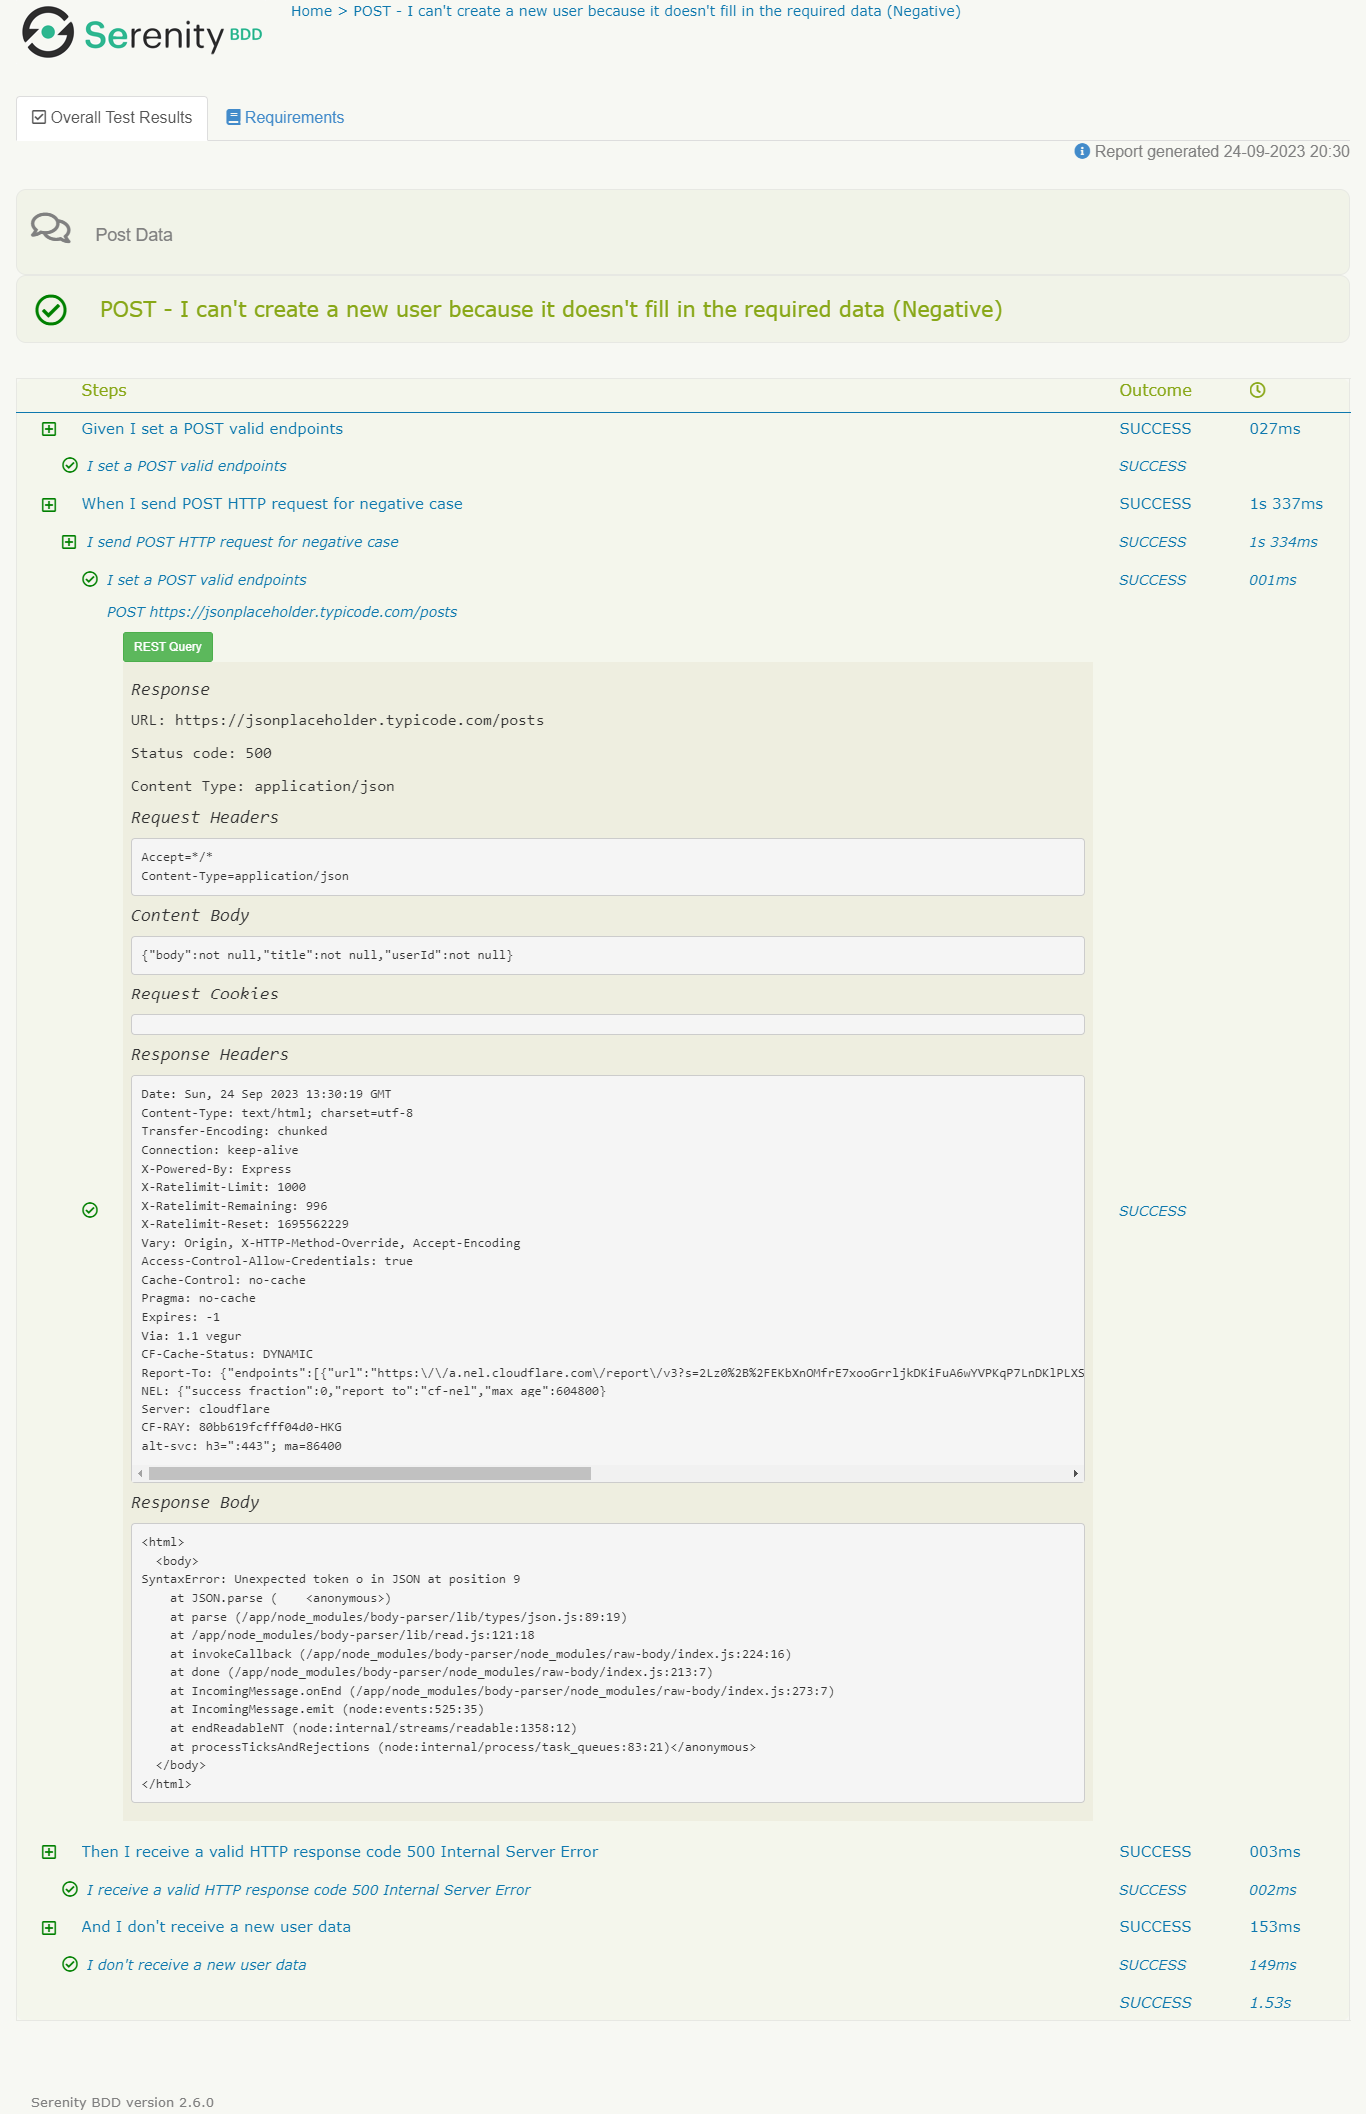 Serenity BDD
Home > POST - I can't create a new user because it doesn't fill in the required data (Negative)
Overall Test Results
Requirements
Report generated 24-09-2023 20:30
Post Data
POST - I can't create a new user because it doesn't fill in the required data (Negative)
Steps Outcome
Given I set a POST valid endpoints SUCCESS 027ms
I set a POST valid endpoints SUCCESS
When I send POST HTTP request for negative case SUCCESS 1s 337ms
I send POST HTTP request for negative case SUCCESS 1s 334ms
I set a POST valid endpoints SUCCESS 001ms
POST https://jsonplaceholder.typicode.com/posts
REST Query
Response
URL: https://jsonplaceholder.typicode.com/posts
Status code: 500
Content Type: application/json
Request Headers
Accept=*/*
Content-Type=application/json
Content Body
{"body":not null,"title":not null,"userId":not null}
Request Cookies
Response Headers
Date: Sun, 24 Sep 2023 13:30:19 GMT
Content-Type: text/html; charset=utf-8
Transfer-Encoding: chunked
Connection: keep-alive
X-Powered-By: Express
X-Ratelimit-Limit: 1000
X-Ratelimit-Remaining: 996
X-Ratelimit-Reset: 1695562229
Vary: Origin, X-HTTP-Method-Override, Accept-Encoding
Access-Control-Allow-Credentials: true
Cache-Control: no-cache
Pragma: no-cache
Expires: -1
Via: 1.1 vegur
CF-Cache-Status: DYNAMIC
Report-To: {"endpoints":[{"url":"https:\/\/a.nel.cloudflare.com\/report\/v3?s=2Lz0%2B%2FEKbXnOMfrE7xooGrrljkDKiFuA6wYVPKqP7LnDKlPLXS
NEL: {"success_fraction":0,"report_to":"cf-nel","max_age":604800}
Server: cloudflare
CF-RAY: 80bb619fcfff04d0-HKG
alt-svc: h3=":443"; ma=86400
SUCCESS
Response Body
<html>
<body>
SyntaxError: Unexpected token o in JSON at position 9
at JSON.parse (    <anonymous>)
at parse (/app/node_modules/body-parser/lib/types/json.js:89:19)
at /app/node_modules/body-parser/lib/read.js:121:18
at invokeCallback (/app/node_modules/body-parser/node_modules/raw-body/index.js:224:16)
at done (/app/node_modules/body-parser/node_modules/raw-body/index.js:213:7)
at IncomingMessage.onEnd (/app/node_modules/body-parser/node_modules/raw-body/index.js:273:7)
at IncomingMessage.emit (node:events:525:35)
at endReadableNT (node:internal/streams/readable:1358:12)
at processTicksAndRejections (node:internal/process/task_queues:83:21)</anonymous>
</body>
</html>
Then I receive a valid HTTP response code 500 Internal Server Error SUCCESS 003ms
I receive a valid HTTP response code 500 Internal Server Error SUCCESS 002ms
And I don't receive a new user data SUCCESS 153ms
I don't receive a new user data SUCCESS 149ms
SUCCESS 1.53s
Serenity BDD version 2.6.0